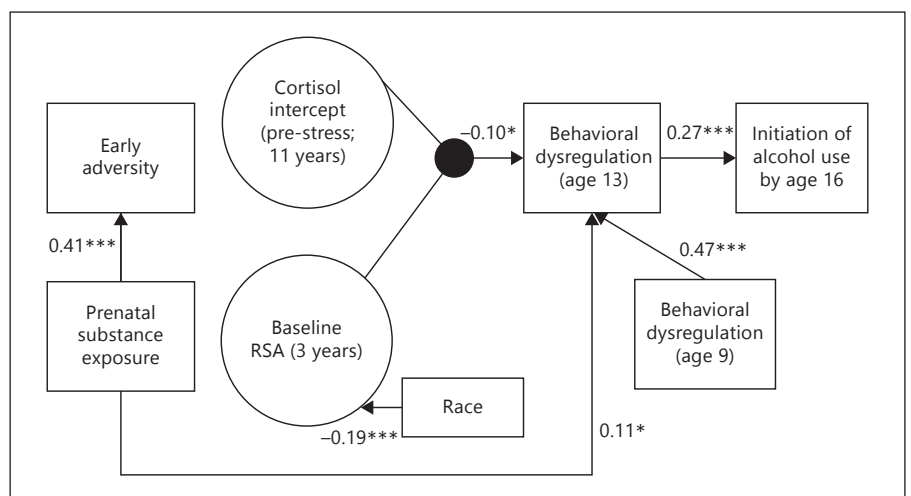 Cortisol
intercept
(pre-stress;
11 years)
Early
adversity
–0.10*
Behavioral
dysregulation
(age 13)
0.27***
Initiation of
alcohol use
by age 16
0.41***
0.47***
Prenatal
substance
exposure
Baseline
RSA (3 years)
Behavioral
dysregulation
(age 9)
Race
–0.19***
0.11*